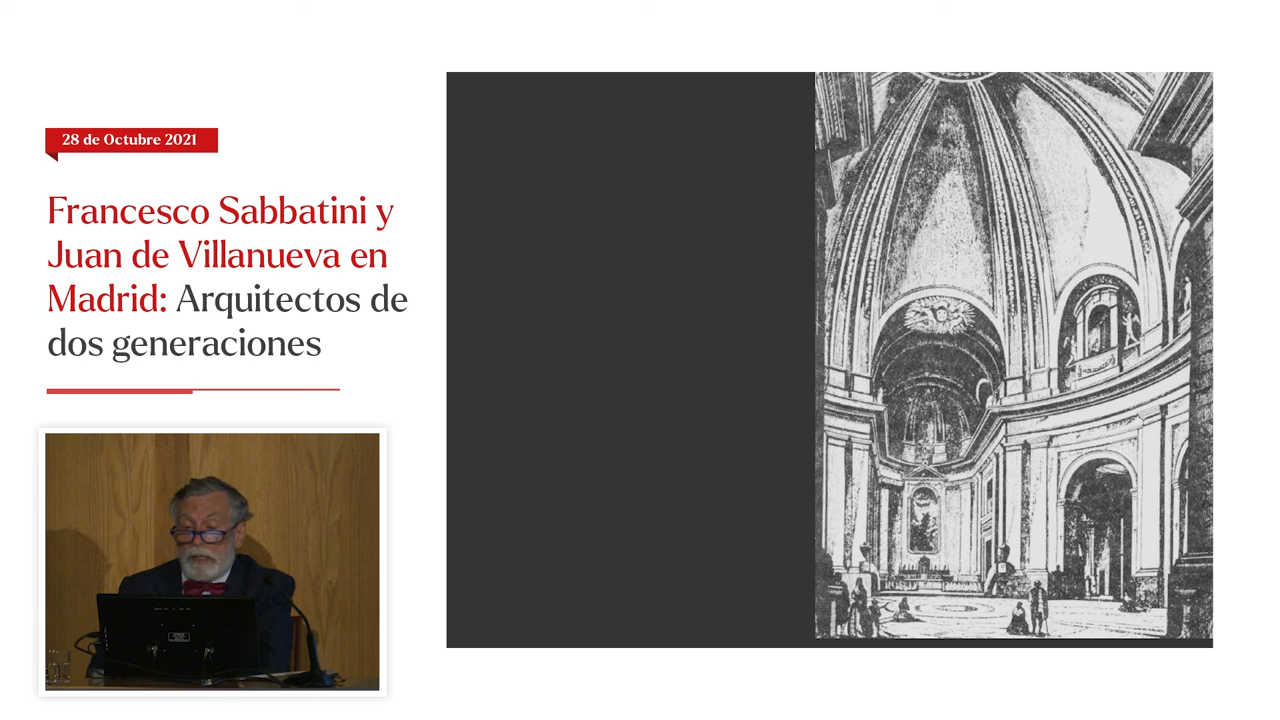 28 de Octubre 2021
Francesco Sabbatini y
Juan de Villanueva en
Madrid: Arquitectos de
dos generaciones